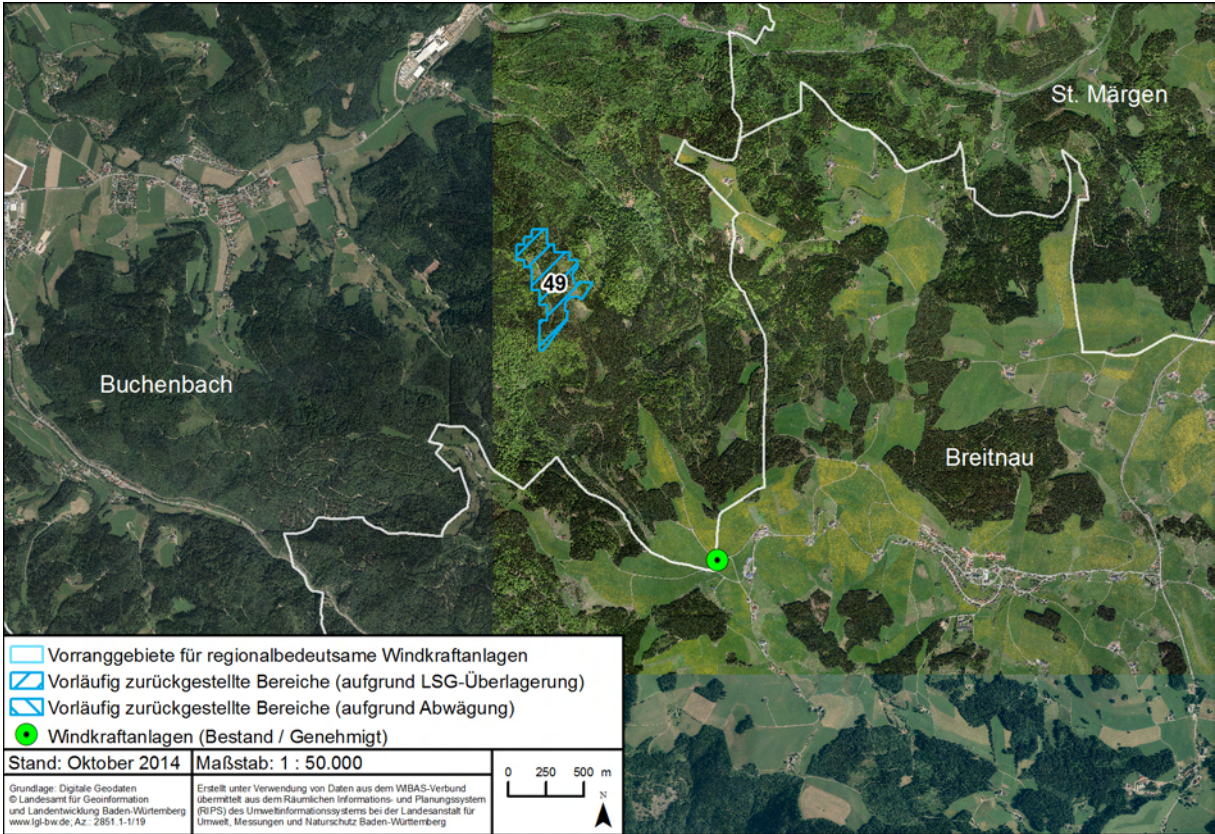 St. Märgen
49
Buchenbach
Breitnau
Vorranggebiete für regionalbedeutsame Windkraftanlagen
Vorläufig zurückgestellte Bereiche (aufgrund LSG-Überlagerung)
Vorläufig zurückgestellte Bereiche (aufgrund Abwägung)
Windkraftanlagen (Bestand / Genehmigt)
Stand: Oktober 2014
Maßstab: 1 : 50.000
Grundlage: Digitale Geodaten
© Landesamt für Geoinformation
und Landentwicklung Baden-Würtemberg
www.lgl-bw.de; Az.: 2851.1-1/19
Erstellt unter Verwendung von Daten aus dem WIBAS-Verbund
übermittelt aus dem Räumlichen Informations- und Planungssystem
(RIPS) des Umweltinformationssystems bei der Landesanstalt für
Umwelt, Messungen und Naturschutz Baden-Württemberg
0 250 500 m
N